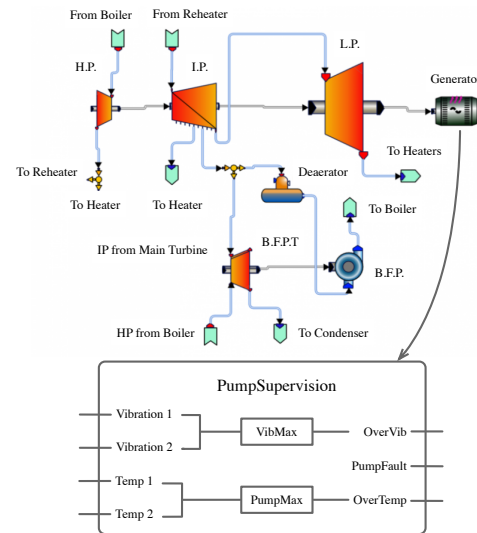 From Boiler
From Reheater
H.P.
I.P.
L.P.
Generato
To Reheater
To Heater
To Heater
Deaerator
To Heaters
To Boiler
IP from Main Turbine
B.F.P.T
B.F.P.
HP from Boiler
To Condenser
PumpSupervision
Vibration 1
VibMax
OverVib
Vibration 2
PumpFault
Temp 1
PumpMax
OverTemp
Temp 2